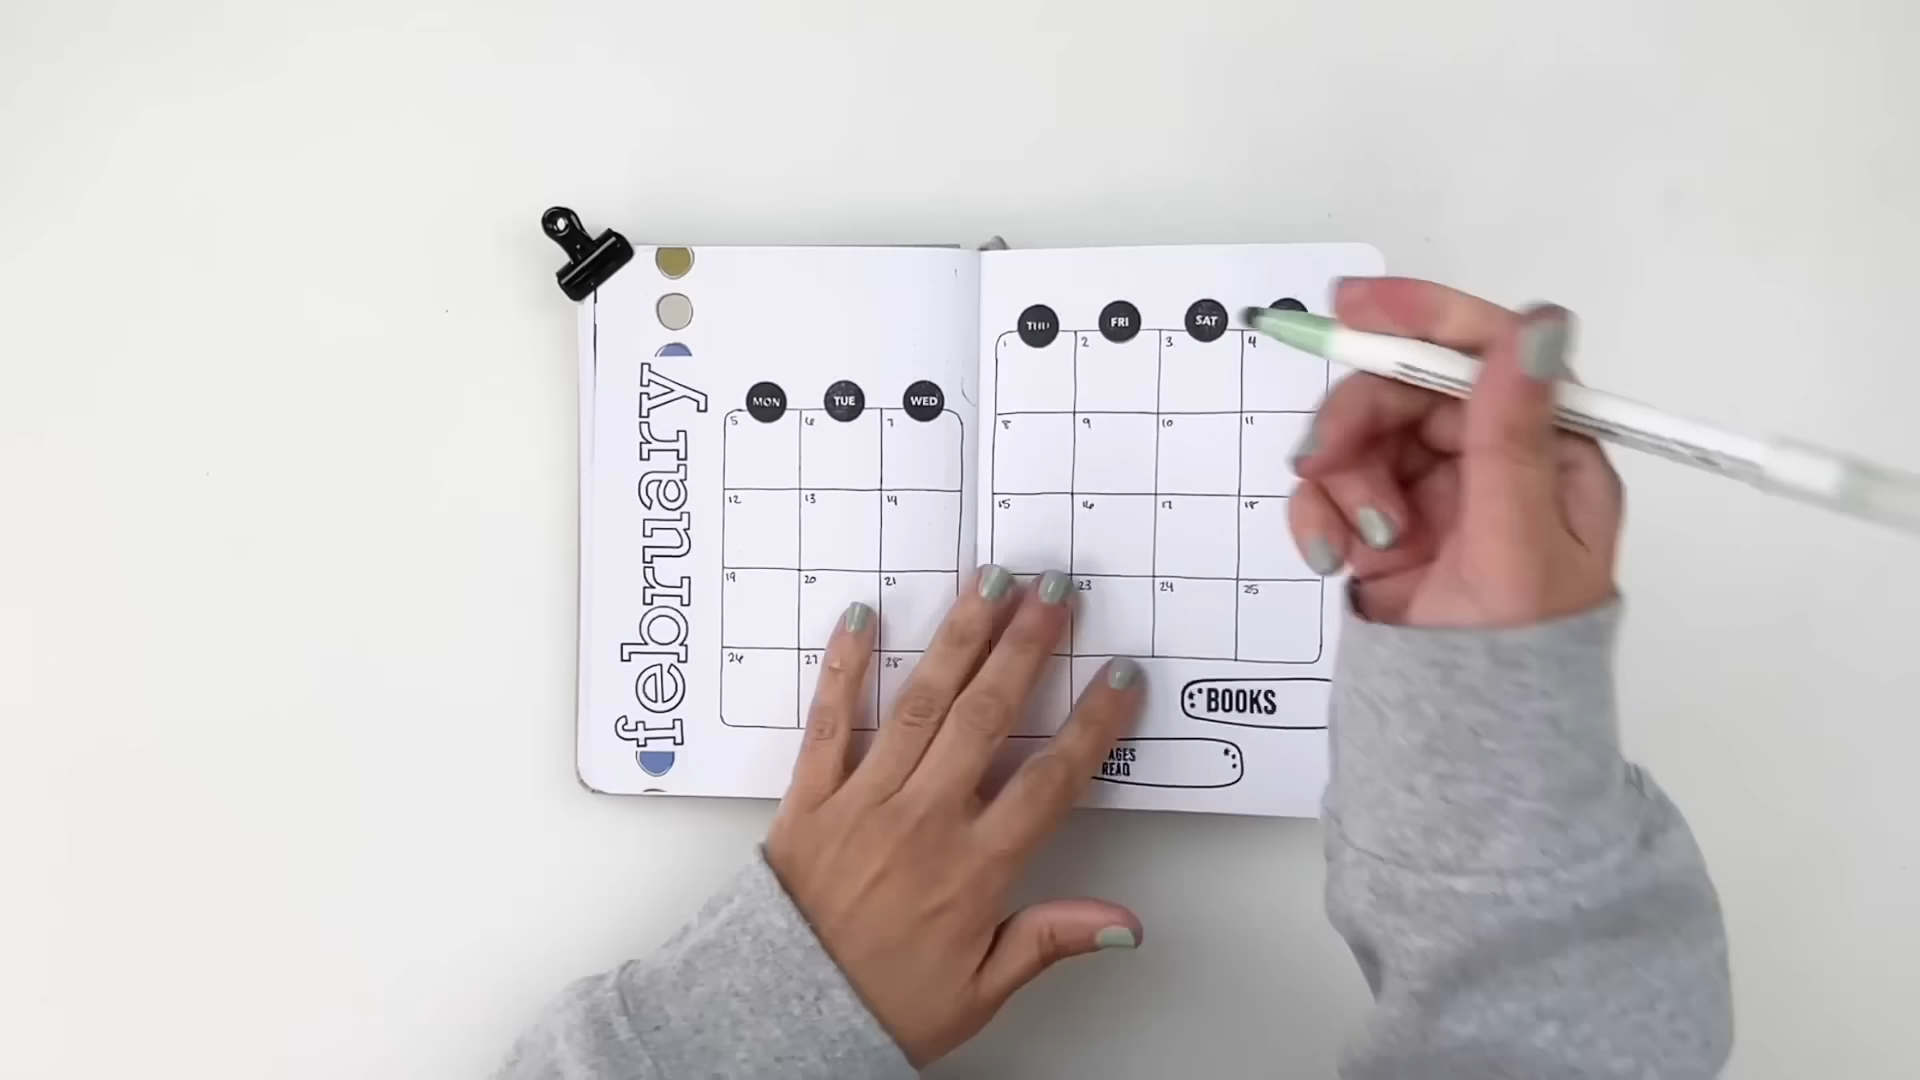 february
MON TUE WED
5 6 7
12 13 14
19 20 21
26 27 28
THU FRI SAT
1 2 3 4
8 9 10 11
15 16 17 18
23 24 25
BOOKS
AGES
READ